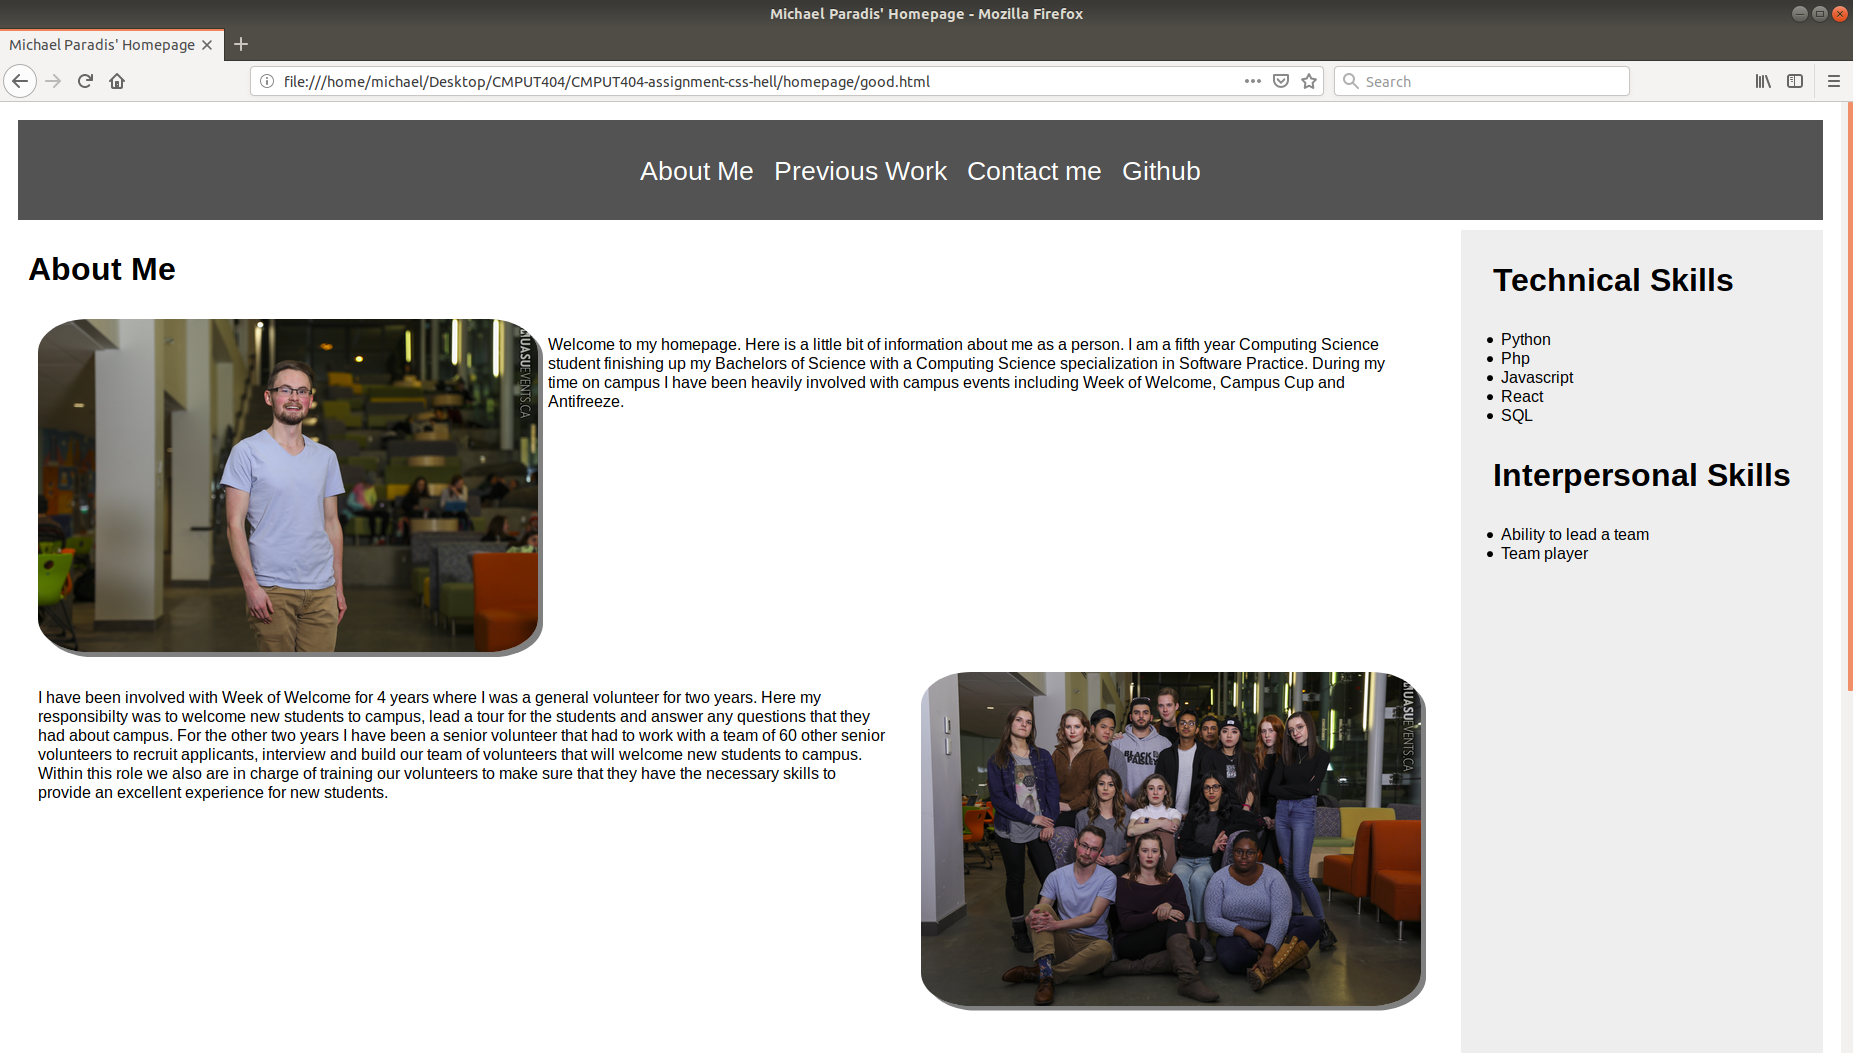 Michael Paradis' Homepage - Mozilla Firefox
Michael Paradis' Homepage
file:///home/michael/Desktop/CMPUT404/CMPUT404-assignment-css-hell/homepage/good.html
Search
About Me Previous Work Contact me Github
About Me
UASUEVENTS.CA
Welcome to my homepage. Here is a little bit of information about me as a person. I am a fifth year Computing Science
student finishing up my Bachelors of Science with a Computing Science specialization in Software Practice. During my
time on campus I have been heavily involved with campus events including Week of Welcome, Campus Cup and
Antifreeze.
I have been involved with Week of Welcome for 4 years where I was a general volunteer for two years. Here my
responsibilty was to welcome new students to campus, lead a tour for the students and answer any questions that they
had about campus. For the other two years I have been a senior volunteer that had to work with a team of 60 other senior
volunteers to recruit applicants, interview and build our team of volunteers that will welcome new students to campus.
Within this role we also are in charge of training our volunteers to make sure that they have the necessary skills to
provide an excellent experience for new students.
UASUEVENTS.CA
BLACK
PAISLEY
Technical Skills
Python
Php
Javascript
React
SQL
Interpersonal Skills
Ability to lead a team
Team player